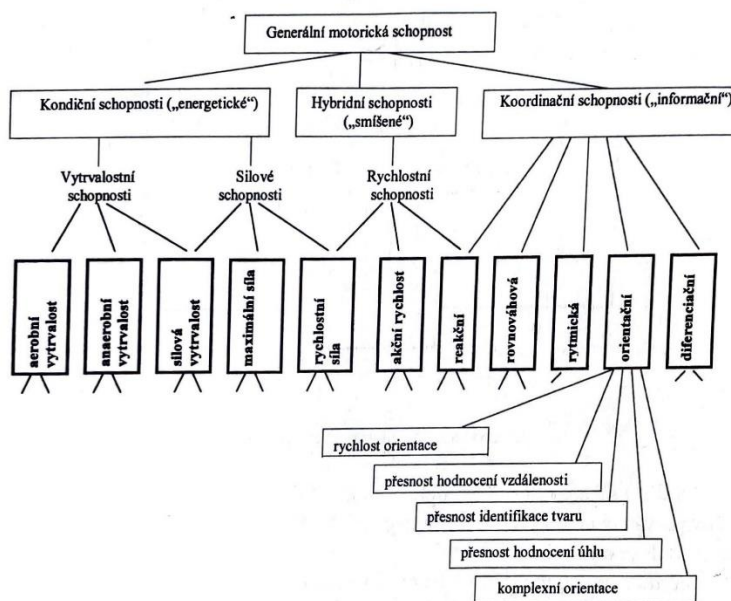 Generální motorická schopnost
Kondiční schopnosti („energetické“)
Hybridní schopnosti
(„smíšené“)
Koordinační schopnosti („informační“)
Vytrvalostní
schopnosti
Silové
schopnosti
Rychlostní
schopnosti
aerobní
vytrvalost
anaerobní
vytrvalost
silová
vytrvalost
maximální síla
rychlostní
síla
akční rychlost
reakční
rovnováhová
rytmická
orientační
diferenciační
rychlost orientace
přesnost hodnocení vzdálenosti
přesnost identifikace tvaru
přesnost hodnocení úhlu
komplexní orientace